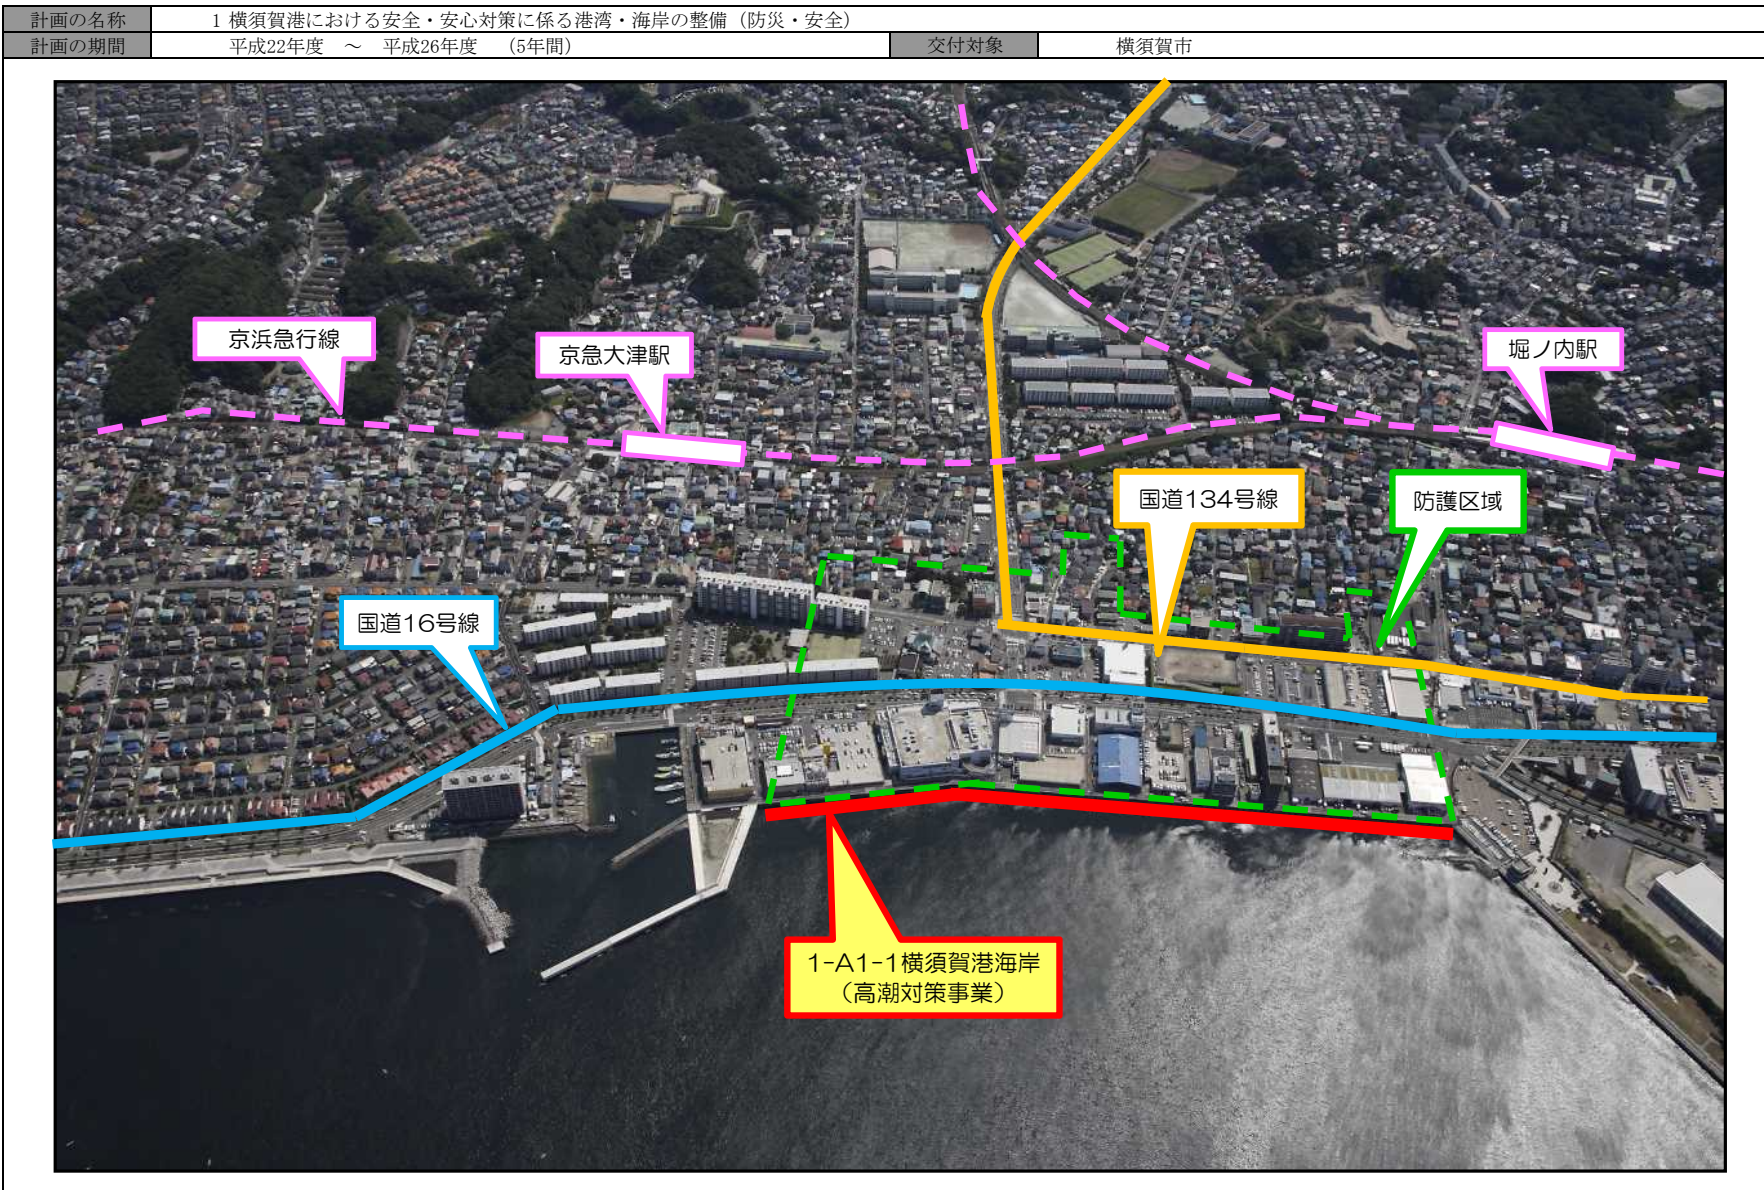 計画の名称 1 横須賀港における安全・安心対策に係る港湾・海岸の整備（防災・安全）
計画の期間 平成22年度 ～ 平成26年度 （5年間） 交付対象 横須賀市
京浜急行線
京急大津駅
堀ノ内駅
国道134号線
防護区域
国道16号線
1-A1-1横須賀港海岸
（高潮対策事業）